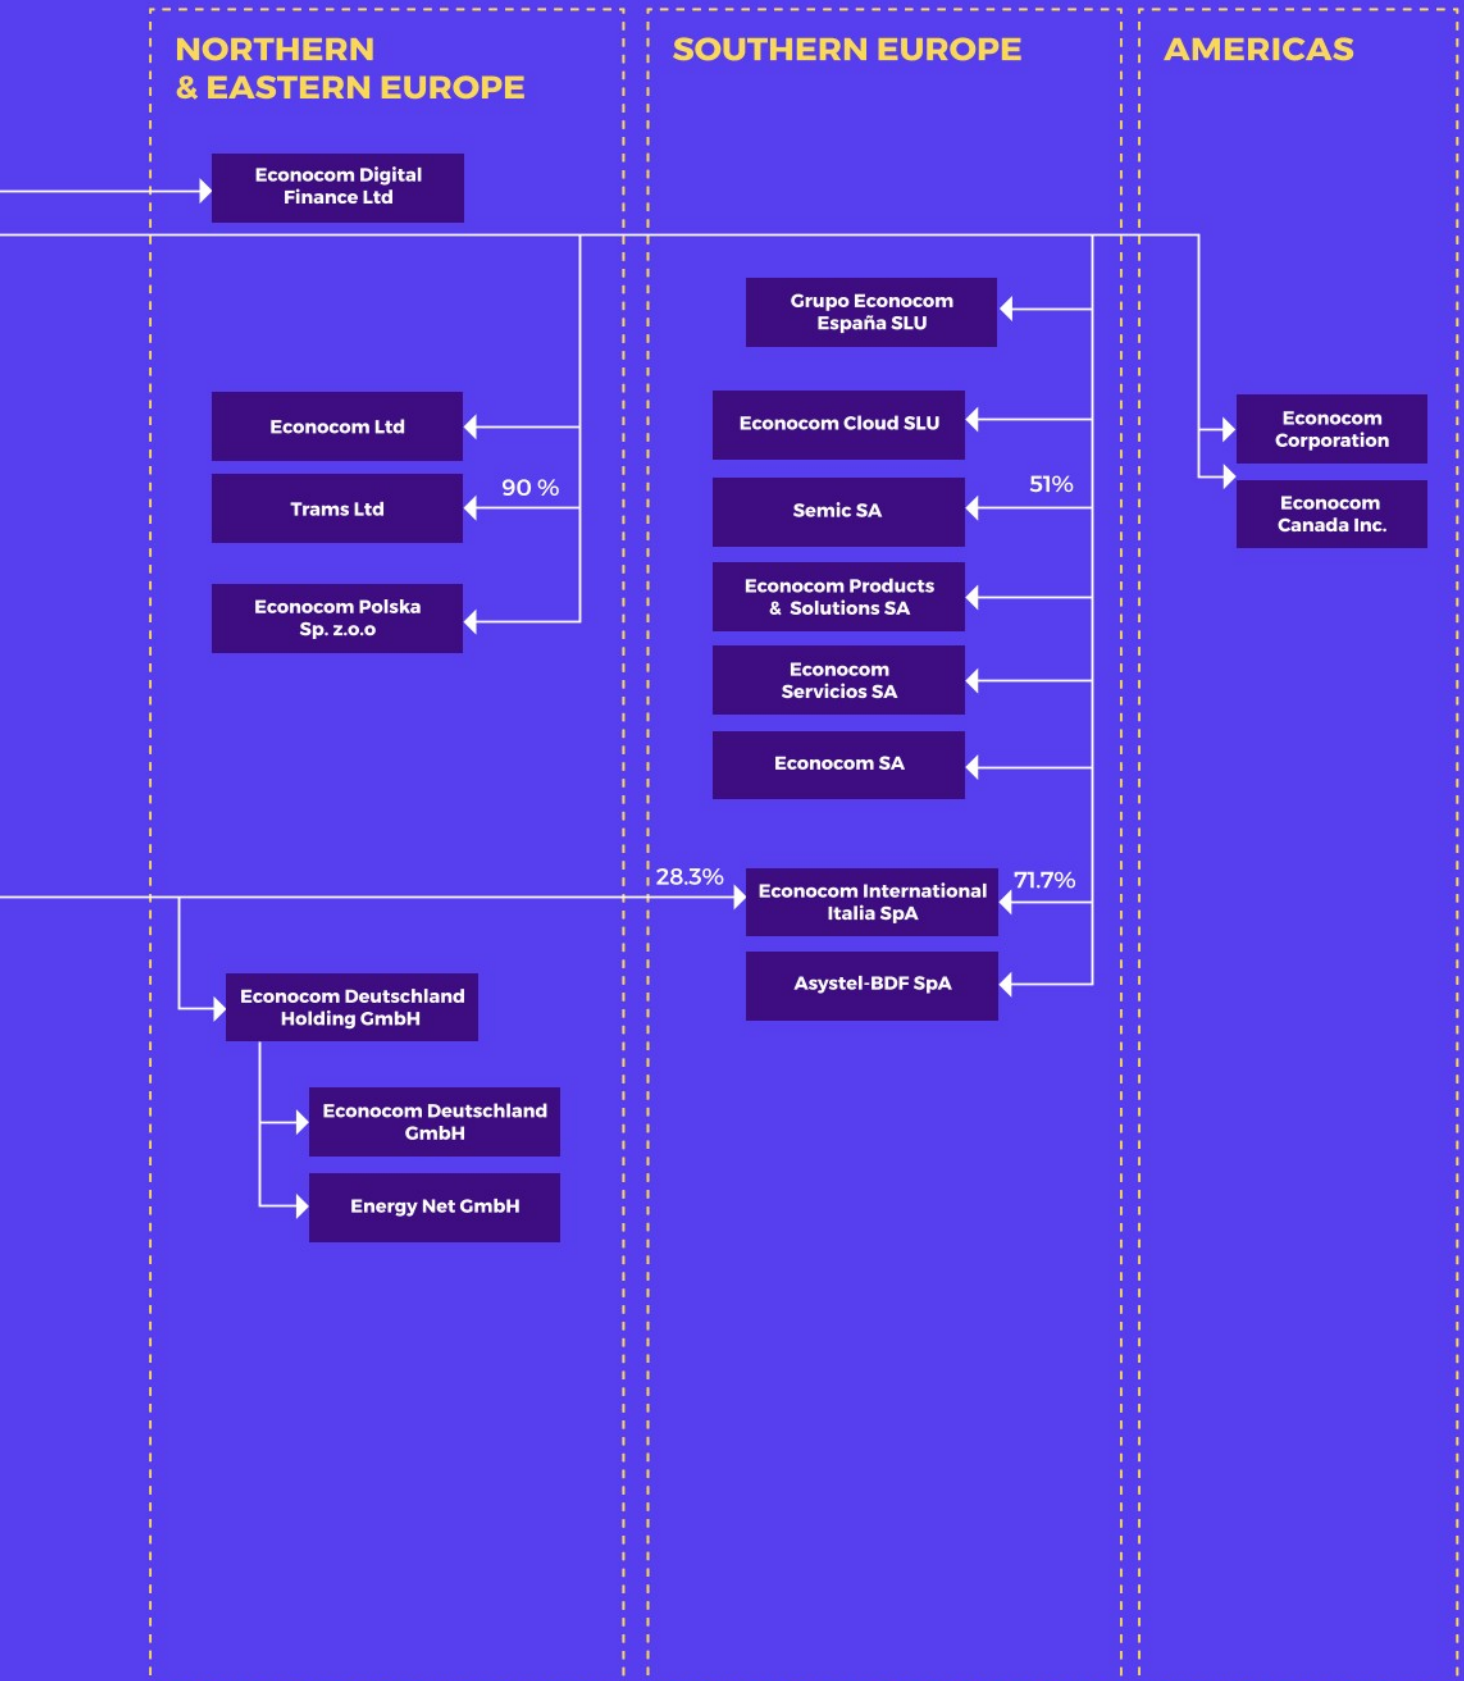 NORTHERN
& EASTERN EUROPE
Econocom Digital
Finance Ltd
Econocom Ltd
90 %
Trams Ltd
Econocom Polska
Sp. z.o.o
Econocom Deutschland
Holding GmbH
Econocom Deutschland
GmbH
Energy Net GmbH
SOUTHERN EUROPE
Grupo Econocom
España SLU
Econocom Cloud SLU
51%
Semic SA
Econocom Products
& Solutions SA
Econocom
Servicios SA
Econocom SA
28.3%
Econocom International
Italia SpA
71.7%
Asystel-BDF SpA
AMERICAS
Econocom
Corporation
Econocom
Canada Inc.